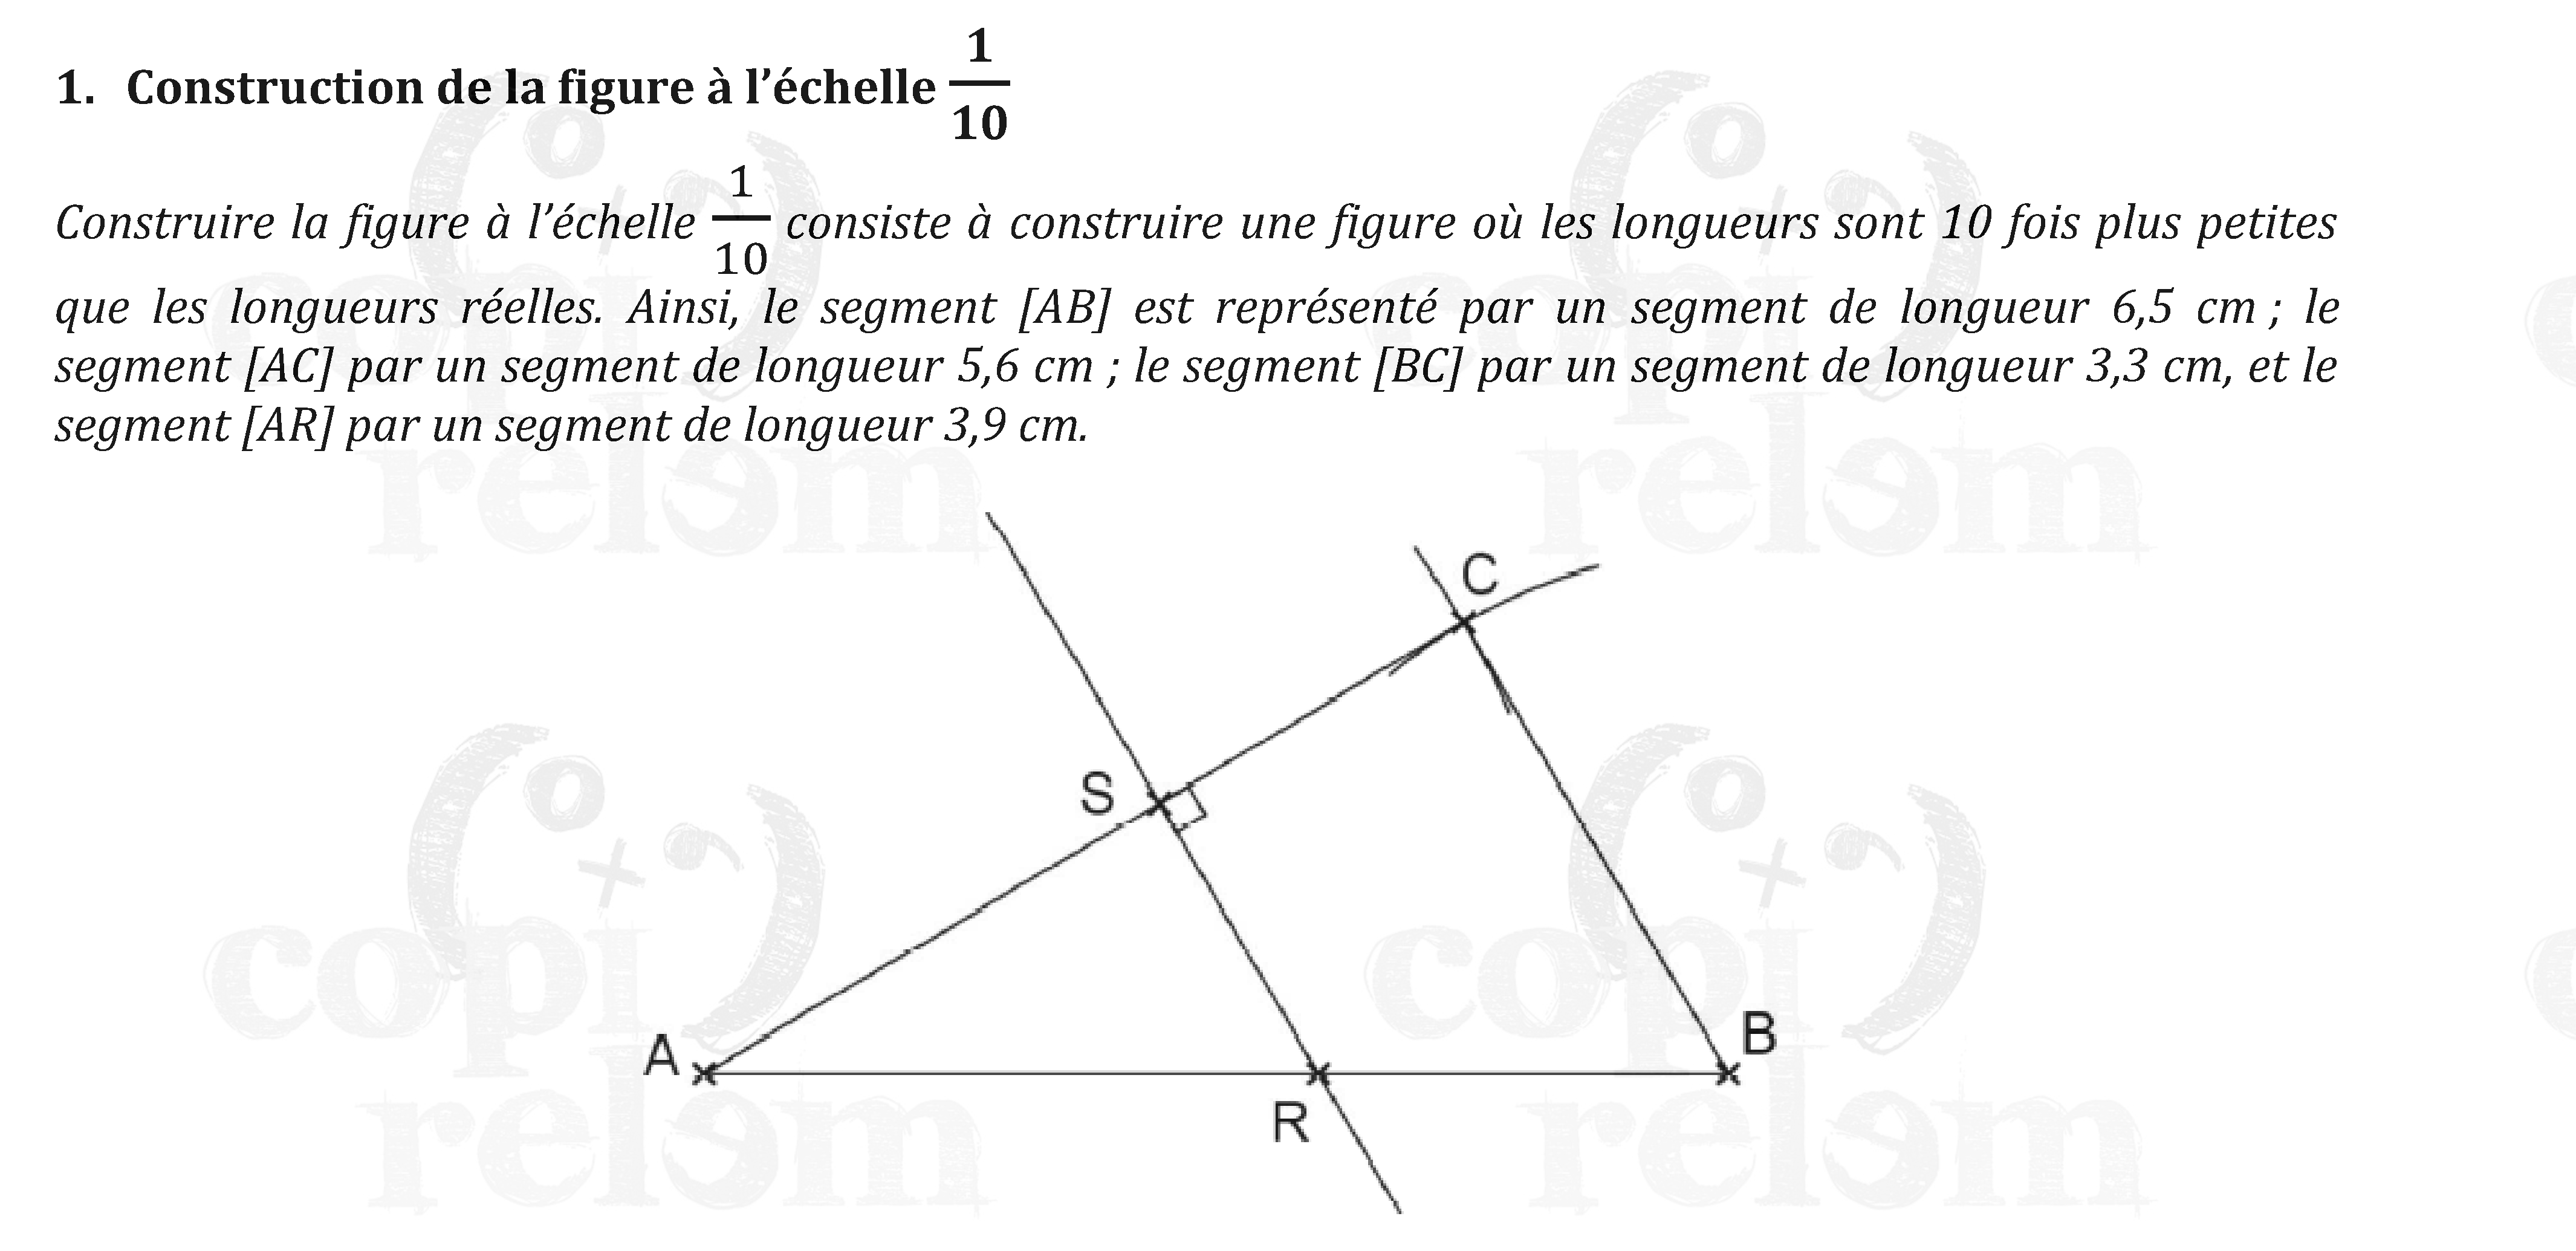 1. Construction de la figure à l'échelle 1/10
Construire la figure à l'échelle 1/10 consiste à construire une figure où les longueurs sont 10 fois plus petites
que les longueurs réelles. Ainsi, le segment [AB] est représenté par un segment de longueur 6,5 cm ; le
segment [AC] par un segment de longueur 5,6 cm ; le segment [BC] par un segment de longueur 3,3 cm, et le
segment [AR] par un segment de longueur 3,9 cm.
C
S
A
B
R
copi
relem
copi
relem
copi
relem
copi
relem